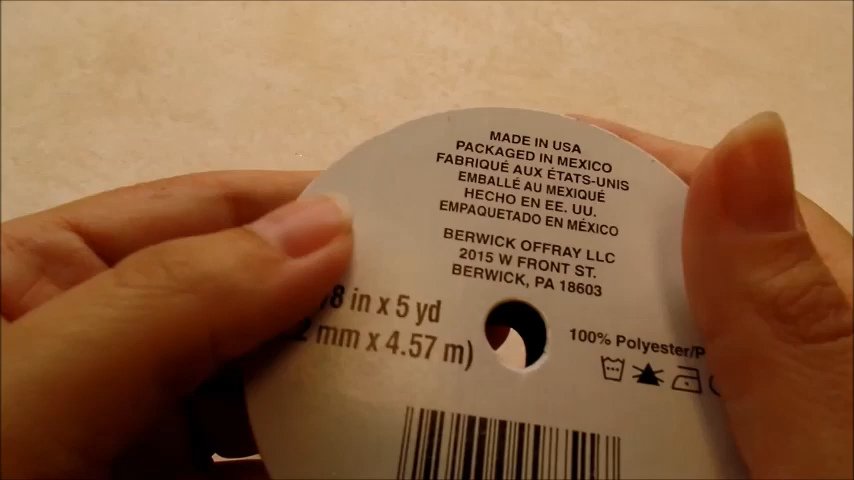 MADE IN USA
PACKAGED IN MEXICO
FABRIQUÉ AUX ÉTATS-UNIS
EMBALLÉ AU MEXIQUÉ
HECHO EN EE. UU.
EMPAQUETADO EN MÉXICO
BERWICK OFFRAY LLC
2015 W FRONT ST.
BERWICK, PA 18603
in x 5 yd
mm x 4.57 m)
100% Polyester/P